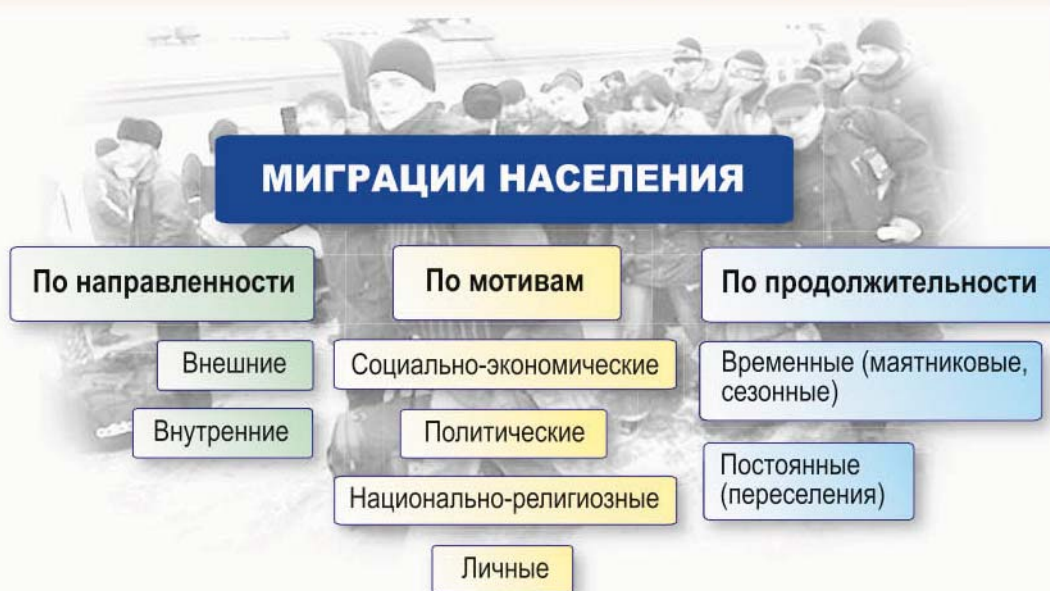 МИГРАЦИИ НАСЕЛЕНИЯ
По направленности
Внешние
Внутренние
По мотивам
Социально-экономические
Политические
Национально-религиозные
Личные
По продолжительности
Временные (маятниковые,
сезонные)
Постоянные
(переселения)